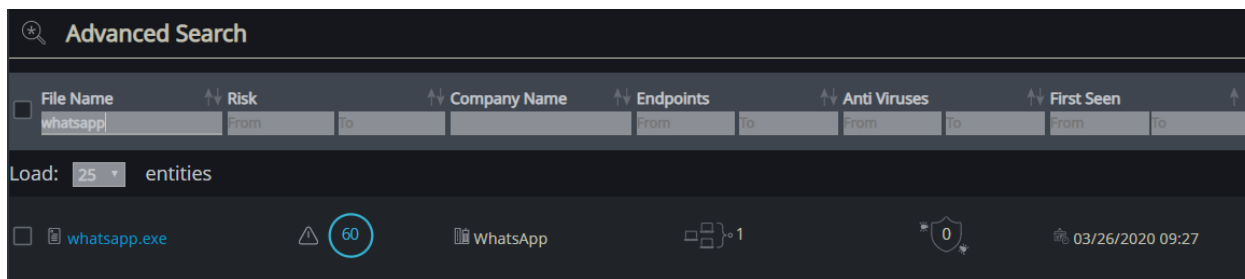 Advanced Search
File Name Risk Company Name Endpoints Anti Viruses First Seen
whatsapp From To From To From To From To
Load: 25 entities
whatsapp.exe 60 WhatsApp 1 0 03/26/2020 09:27